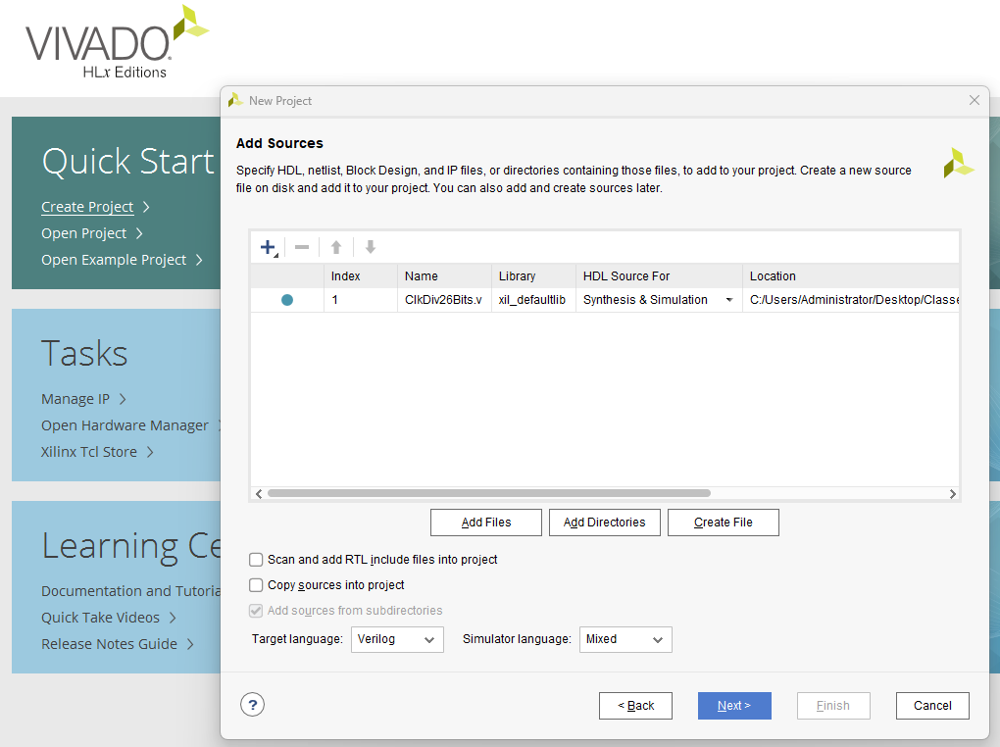 VIVADO.
HLx Editions
Quick Start
Create Project
Open Project
Open Example Project
Tasks
Manage IP
Open Hardware Manager
Xilinx Tcl Store
Learning Ce
Documentation and Tutoria
Quick Take Videos
Release Notes Guide
New Project
Add Sources
Specify HDL, netlist, Block Design, and IP files, or directories containing those files, to add to your project. Create a new source
file on disk and add it to your project. You can also add and create sources later.
Index Name Library HDL Source For Location
1 ClkDiv26Bits.v xil_defaultlib Synthesis & Simulation C:/Users/Administrator/Desktop/Classe
Add Files Add Directories Create File
Scan and add RTL include files into project
Copy sources into project
Add sources from subdirectories
Target language: Verilog Simulator language: Mixed
? < Back Next > Finish Cancel